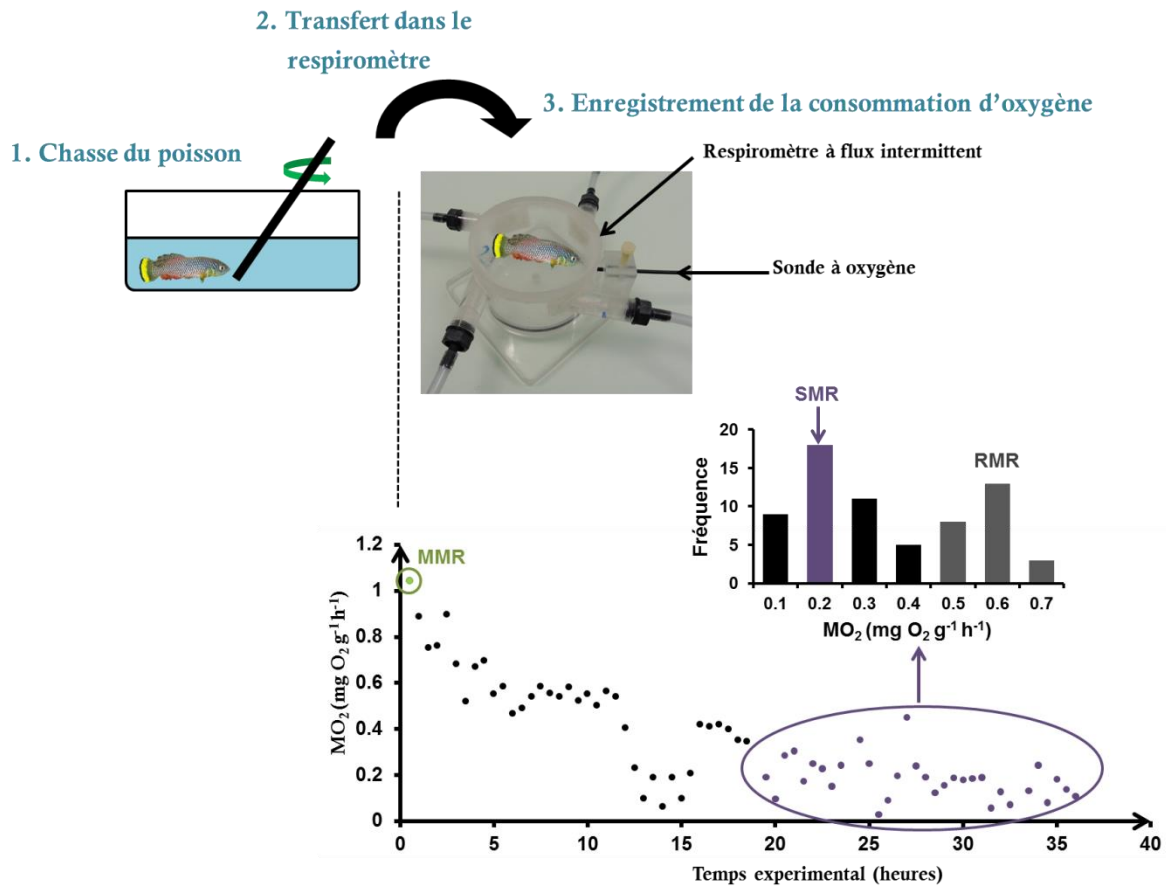 2. Transfert dans le
respiromètre
3. Enregistrement de la consommation d'oxygène
1. Chasse du poisson
Respiromètre à flux intermittent
Sonde à oxygène
SMR
RMR
Fréquence
20
15
10
5
0
0.1 0.2 0.3 0.4 0.5 0.6 0.7
MO₂ (mg O₂ g⁻¹ h⁻¹)
MMR
MO₂ (mg O₂ g⁻¹ h⁻¹)
1.2
1
0.8
0.6
0.4
0.2
0
0 5 10 15 20 25 30 35 40
Temps experimental (heures)